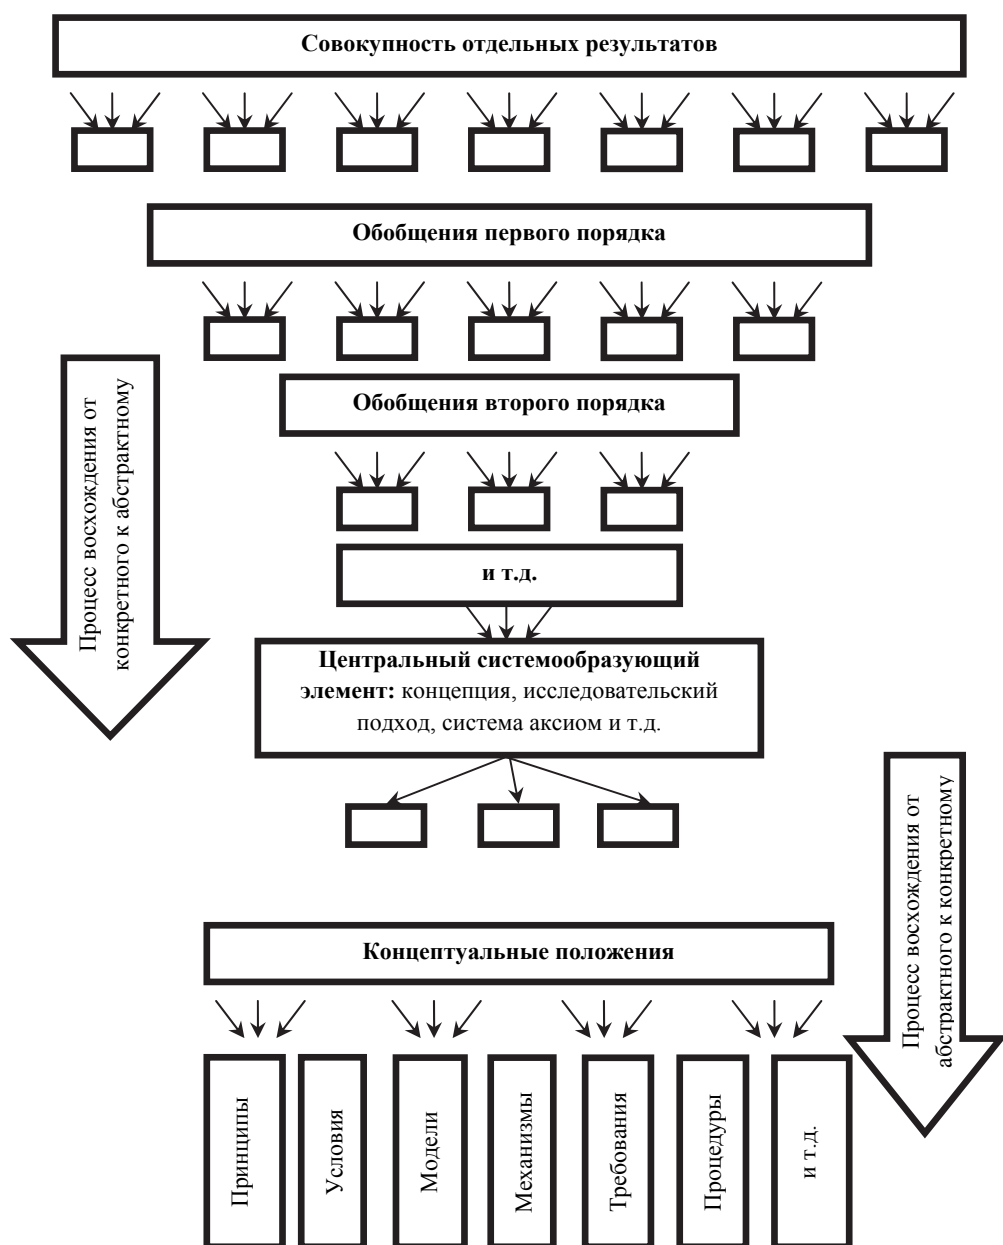 Совокупность отдельных результатов
Обобщения первого порядка
Обобщения второго порядка
Процесс восхождения от
конкретного к абстрактному
и т.д.
Центральный системообразующий
элемент: концепция, исследовательский
подход, система аксиом и т.д.
Процесс восхождения от
абстрактного к конкретному
Концептуальные положения
Принципы
Условия
Модели
Механизмы
Требования
Процедуры
и т.д.